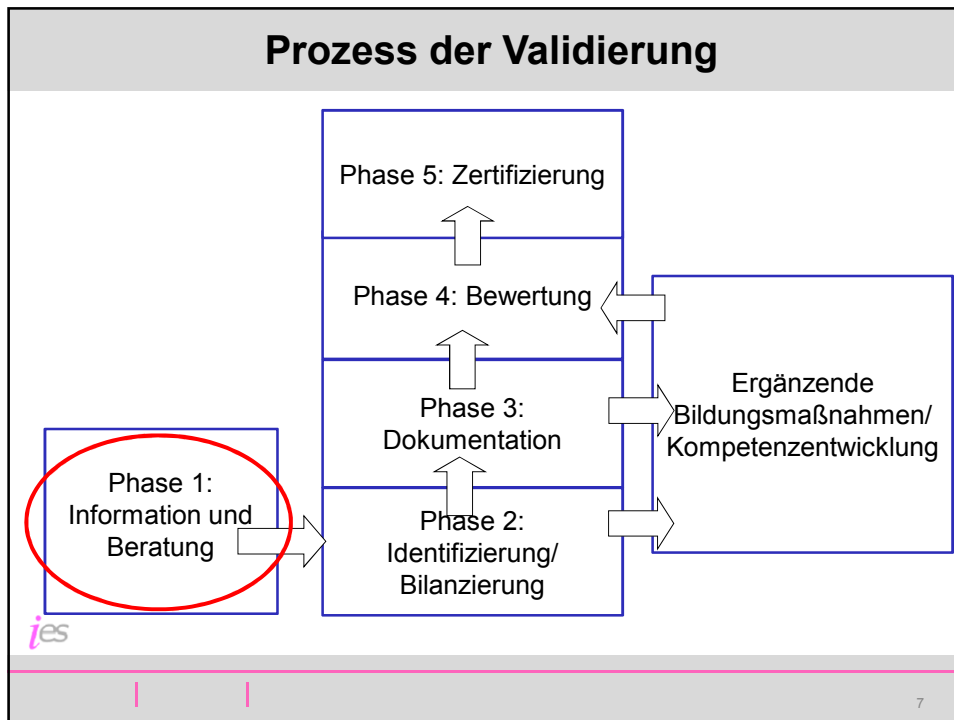 Prozess der Validierung
Phase 5: Zertifizierung
Phase 4: Bewertung
Phase 3:
Dokumentation
Phase 1:
Information und
Beratung
Phase 2:
Identifizierung/
Bilanzierung
Ergänzende
Bildungsmaßnahmen/
Kompetenzentwicklung
ies
7